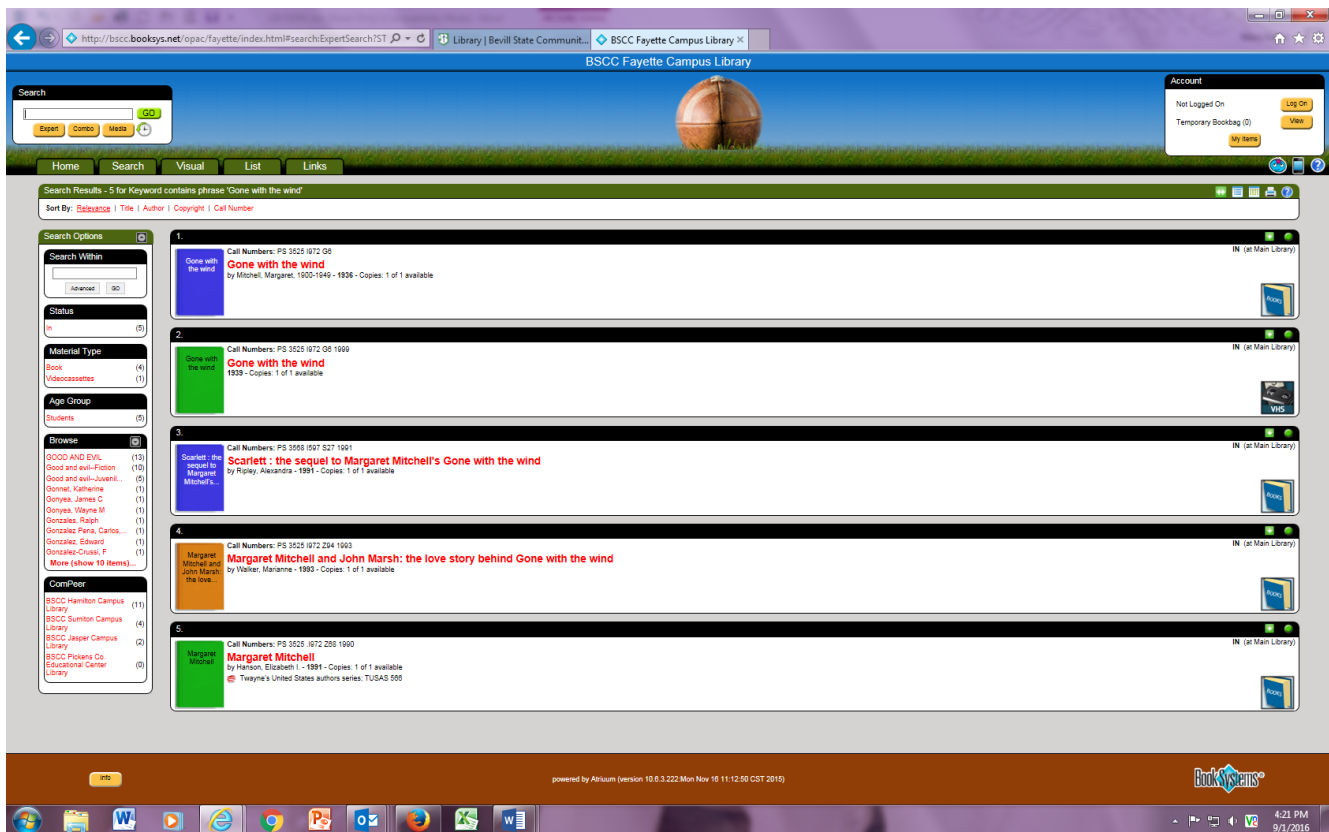 http://bscc.booksys.net/opac/fayette/index.html#search:ExpertSearch?ST
Library | Bevill State Communit...
BSCC Fayette Campus Library
BSCC Fayette Campus Library
Search
GO
Expert Combo Media
Account
Not Logged On Log On
Temporary Bookbag (0) View
My Items
Home Search Visual List Links
Search Results - 5 for Keyword contains phrase 'Gone with the wind'
Sort By: Relevance | Title | Author | Copyright | Call Number
Search Options
Search Within
Advanced GO
Status
In (5)
Material Type
Book (4)
Videocassettes (1)
Age Group
Students (5)
Browse
GOOD AND EVIL (13)
Good and evil--Fiction (10)
Good and evil--Juvenil... (5)
Gonnet, Katherine (1)
Gonyea, James C (1)
Gonyea, Wayne M (1)
Gonzales, Ralph (1)
Gonzalez Pena, Carlos,... (1)
Gonzalez, Edward (1)
Gonzalez-Crussi, F (1)
More (show 10 items)...
ComPeer
BSCC Hamilton Campus
Library (11)
BSCC Sumiton Campus
Library (4)
BSCC Jasper Campus
Library (2)
BSCC Pickens Co.
Educational Center
Library (0)
1.
Gone with
the wind
Call Numbers: PS 3525 I972 G6
Gone with the wind
by Mitchell, Margaret, 1900-1949 - 1936 - Copies: 1 of 1 available
IN (at Main Library)
BOOKS
2.
Gone with
the wind
Call Numbers: PS 3525 I972 G6 1999
Gone with the wind
1939 - Copies: 1 of 1 available
IN (at Main Library)
VHS
3.
Scarlett : the
sequel to
Margaret
Mitchell's...
Call Numbers: PS 3568 I597 S27 1991
Scarlett : the sequel to Margaret Mitchell's Gone with the wind
by Ripley, Alexandra - 1991 - Copies: 1 of 1 available
IN (at Main Library)
BOOKS
4.
Margaret
Mitchell and
John Marsh:
the love...
Call Numbers: PS 3525 I972 Z94 1993
Margaret Mitchell and John Marsh: the love story behind Gone with the wind
by Walker, Marianne - 1993 - Copies: 1 of 1 available
IN (at Main Library)
BOOKS
5.
Margaret
Mitchell
Call Numbers: PS 3525 .I972 Z68 1990
Margaret Mitchell
by Hanson, Elizabeth I. - 1991 - Copies: 1 of 1 available
Twayne's United States authors series; TUSAS 566
IN (at Main Library)
BOOKS
Info
powered by Atriuum (version 10.6.3.222:Mon Nov 16 11:12:50 CST 2015)
BookSystems
4:21 PM
9/1/2016